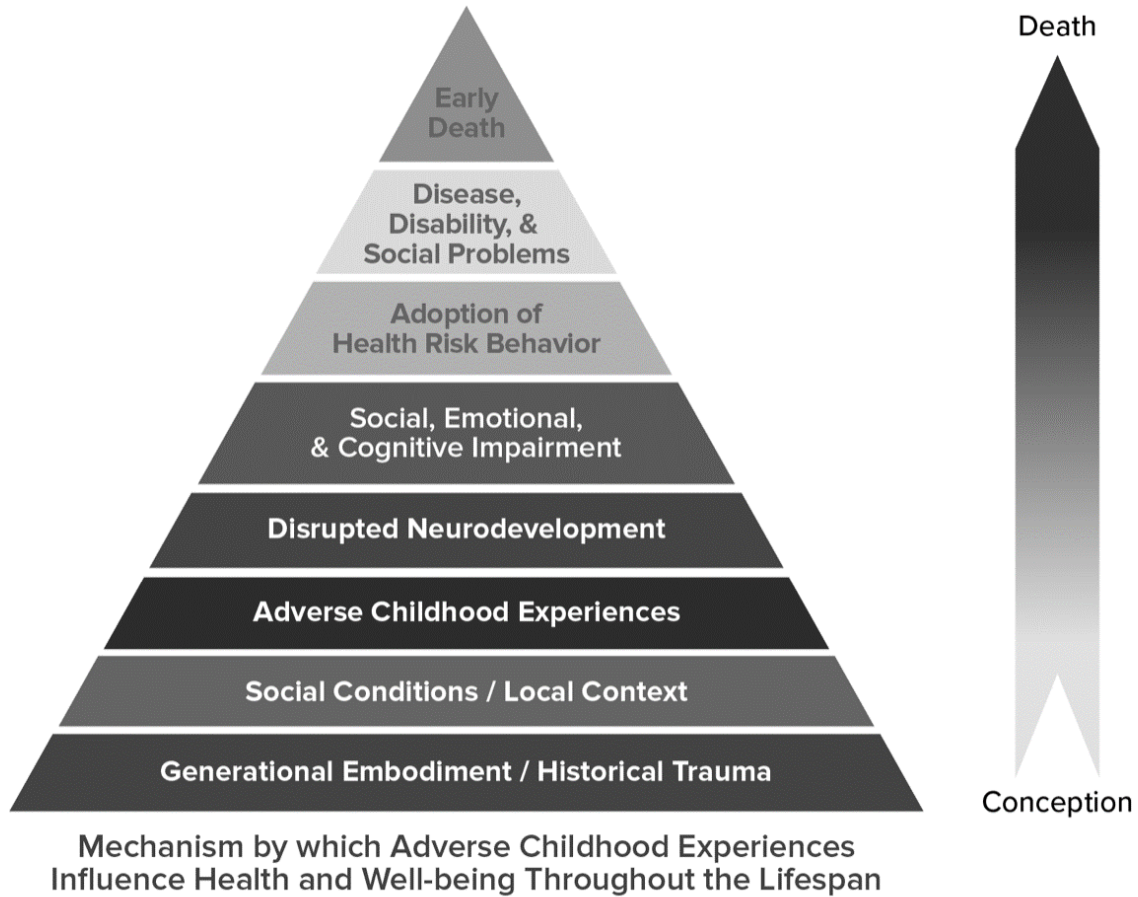 Death
Early
Death
Disease,
Disability, &
Social Problems
Adoption of
Health Risk Behavior
Social, Emotional,
& Cognitive Impairment
Disrupted Neurodevelopment
Adverse Childhood Experiences
Social Conditions / Local Context
Generational Embodiment / Historical Trauma
Conception
Mechanism by which Adverse Childhood Experiences
Influence Health and Well-being Throughout the Lifespan